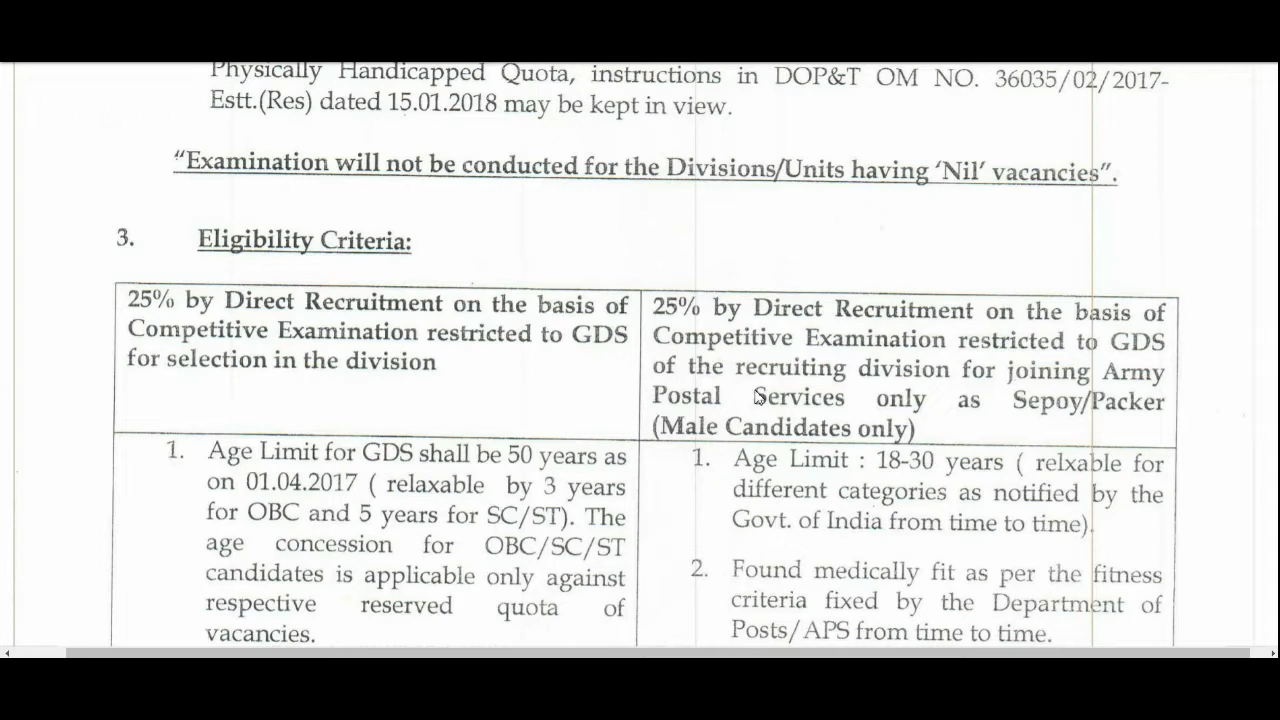 Physically Handicapped Quota, instructions in DOP&T OM NO. 36035/02/2017-
Estt.(Res) dated 15.01.2018 may be kept in view.
"Examination will not be conducted for the Divisions/Units having 'Nil' vacancies".
3. Eligibility Criteria:
25% by Direct Recruitment on the basis of
Competitive Examination restricted to GDS
for selection in the division
25% by Direct Recruitment on the basis of
Competitive Examination restricted to GDS
of the recruiting division for joining Army
Postal Services only as Sepoy/Packer
(Male Candidates only)
1. Age Limit for GDS shall be 50 years as
on 01.04.2017 ( relaxable by 3 years
for OBC and 5 years for SC/ST). The
age concession for OBC/SC/ST
candidates is applicable only against
respective reserved quota of
vacancies.
1. Age Limit : 18-30 years ( relxable for
different categories as notified by the
Govt. of India from time to time).
2. Found medically fit as per the fitness
criteria fixed by the Department of
Posts/APS from time to time.